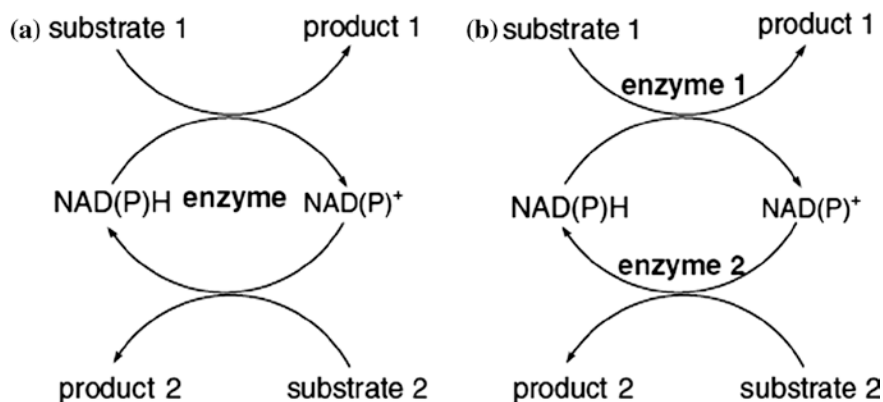 (a) substrate 1 product 1
NAD(P)H enzyme NAD(P)⁺
product 2 substrate 2
(b) substrate 1 product 1
enzyme 1
NAD(P)H NAD(P)⁺
enzyme 2
product 2 substrate 2